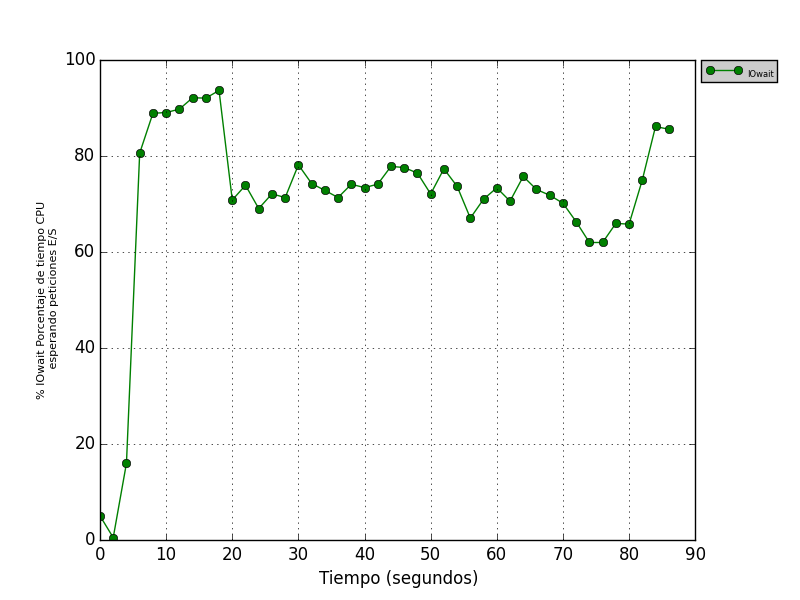 100
80
60
40
20
0
0 10 20 30 40 50 60 70 80 90
% IOwait Porcentaje de tiempo CPU
esperando peticiones E/S
Tiempo (segundos)
IOwait